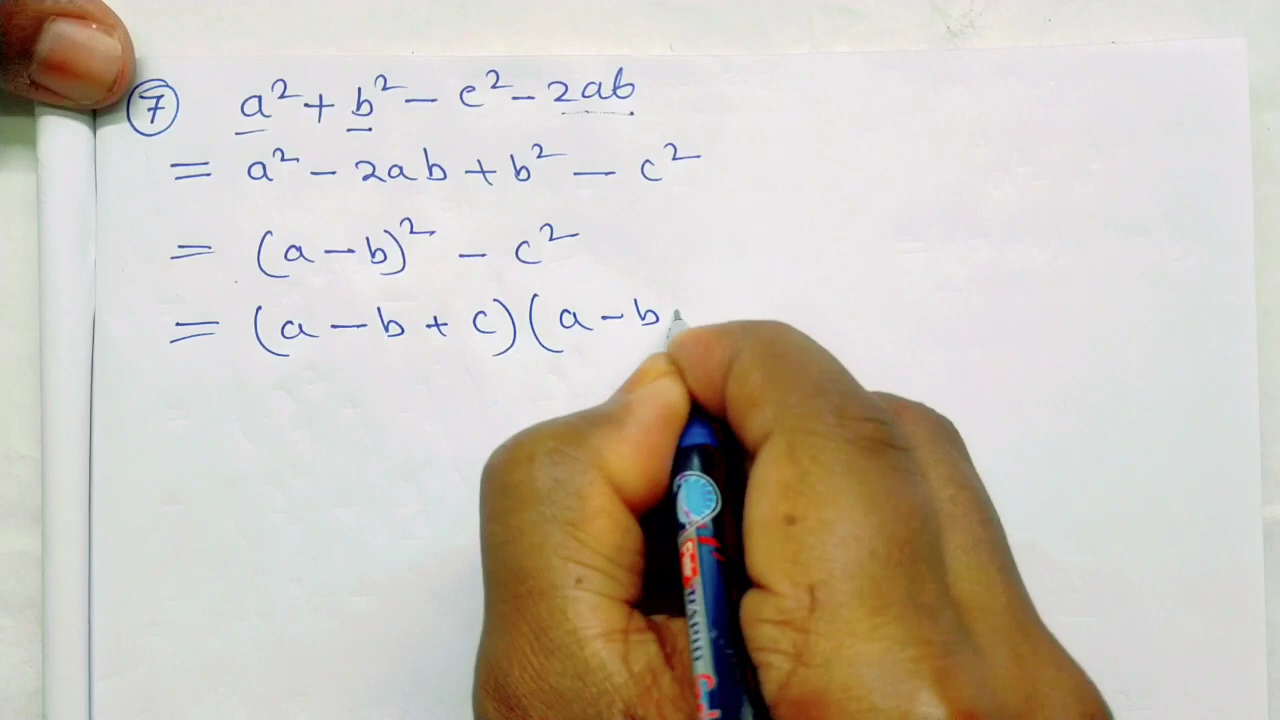 ⑦ a² + b² - c² - 2ab
= a² - 2ab + b² - c²
= (a - b)² - c²
= (a - b + c)(a - b